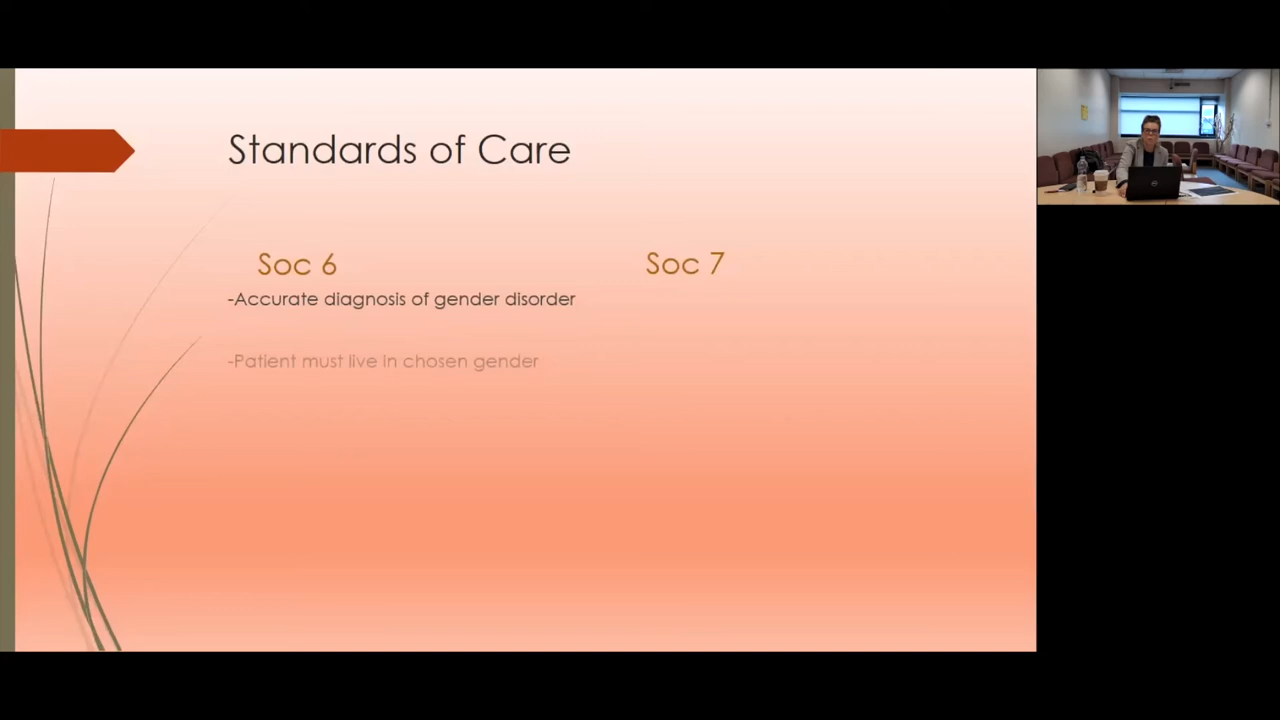 Standards of Care
Soc 6
Soc 7
-Accurate diagnosis of gender disorder
-Patient must live in chosen gender